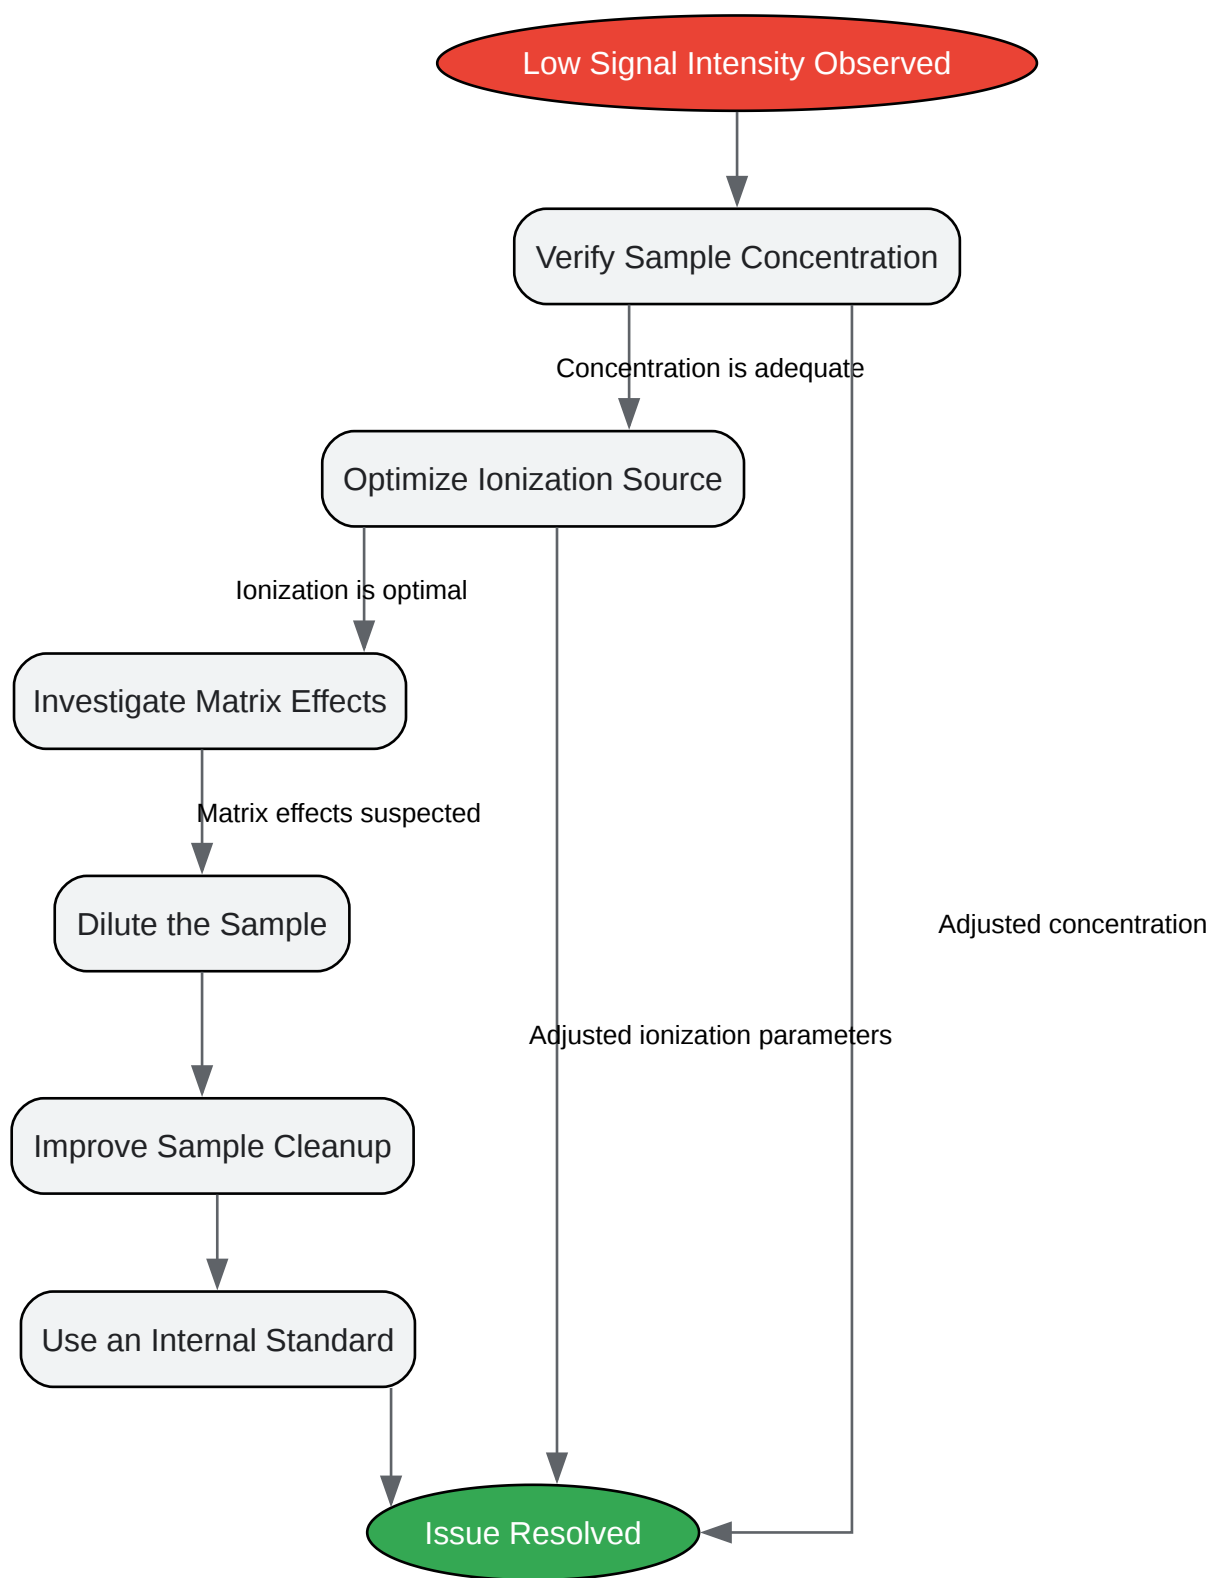 Low Signal Intensity Observed
Verify Sample Concentration
Concentration is adequate
Optimize Ionization Source
Ionization is optimal
Investigate Matrix Effects
Matrix effects suspected
Dilute the Sample
Adjusted concentration
Adjusted ionization parameters
Improve Sample Cleanup
Use an Internal Standard
Issue Resolved